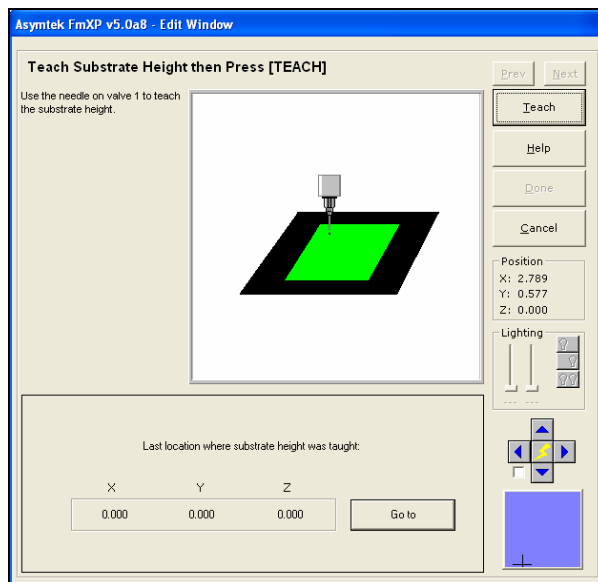 Asymtek FmXP v5.0a8 - Edit Window
Teach Substrate Height then Press [TEACH]
Use the needle on valve 1 to teach
the substrate height.
Prev Next
Teach
Help
Done
Cancel
Position
X: 2.789
Y: 0.577
Z: 0.000
Lighting
--- ---
Last location where substrate height was taught:
X Y Z
0.000 0.000 0.000
Go to